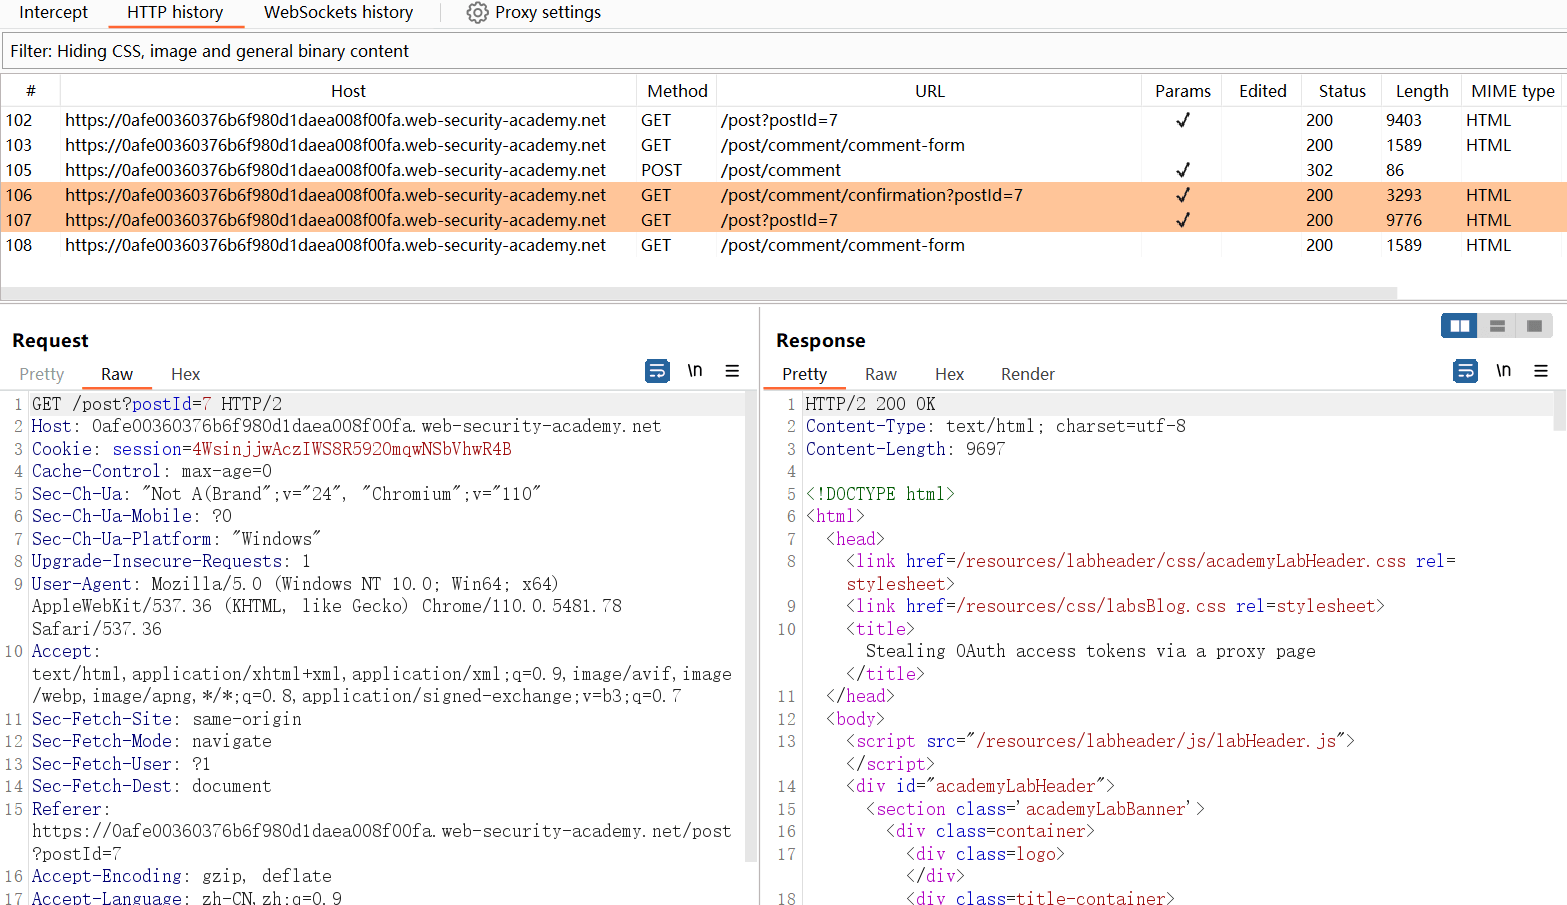 Intercept HTTP history WebSockets history Proxy settings
Filter: Hiding CSS, image and general binary content
# Host Method URL Params Edited Status Length MIME type
102 https://0afe00360376b6f980d1daea008f00fa.web-security-academy.net GET /post?postId=7 ✓ 200 9403 HTML
103 https://0afe00360376b6f980d1daea008f00fa.web-security-academy.net GET /post/comment/comment-form 200 1589 HTML
105 https://0afe00360376b6f980d1daea008f00fa.web-security-academy.net POST /post/comment ✓ 302 86
106 https://0afe00360376b6f980d1daea008f00fa.web-security-academy.net GET /post/comment/confirmation?postId=7 ✓ 200 3293 HTML
107 https://0afe00360376b6f980d1daea008f00fa.web-security-academy.net GET /post?postId=7 ✓ 200 9776 HTML
108 https://0afe00360376b6f980d1daea008f00fa.web-security-academy.net GET /post/comment/comment-form 200 1589 HTML
Request
Pretty Raw Hex \n
1 GET /post?postId=7 HTTP/2
2 Host: 0afe00360376b6f980d1daea008f00fa.web-security-academy.net
3 Cookie: session=4WsinjjwAczIWS8R5920mqwNSbVhwR4B
4 Cache-Control: max-age=0
5 Sec-Ch-Ua: "Not A(Brand";v="24", "Chromium";v="110"
6 Sec-Ch-Ua-Mobile: ?0
7 Sec-Ch-Ua-Platform: "Windows"
8 Upgrade-Insecure-Requests: 1
9 User-Agent: Mozilla/5.0 (Windows NT 10.0; Win64; x64)
AppleWebKit/537.36 (KHTML, like Gecko) Chrome/110.0.5481.78
Safari/537.36
10 Accept:
text/html,application/xhtml+xml,application/xml;q=0.9,image/avif,image
/webp,image/apng,*/*;q=0.8,application/signed-exchange;v=b3;q=0.7
11 Sec-Fetch-Site: same-origin
12 Sec-Fetch-Mode: navigate
13 Sec-Fetch-User: ?1
14 Sec-Fetch-Dest: document
15 Referer:
https://0afe00360376b6f980d1daea008f00fa.web-security-academy.net/post
?postId=7
16 Accept-Encoding: gzip, deflate
17 Accept-Language: zh-CN,zh;q=0.9
Response
Pretty Raw Hex Render \n
1 HTTP/2 200 OK
2 Content-Type: text/html; charset=utf-8
3 Content-Length: 9697
4
5 <!DOCTYPE html>
6 <html>
7 <head>
8 <link href=/resources/labheader/css/academyLabHeader.css rel=
stylesheet>
9 <link href=/resources/css/labsBlog.css rel=stylesheet>
10 <title>
Stealing OAuth access tokens via a proxy page
</title>
11 </head>
12 <body>
13 <script src="/resources/labheader/js/labHeader.js">
</script>
14 <div id="academyLabHeader">
15 <section class='academyLabBanner'>
16 <div class=container>
17 <div class=logo>
</div>
18 <div class=title-container>